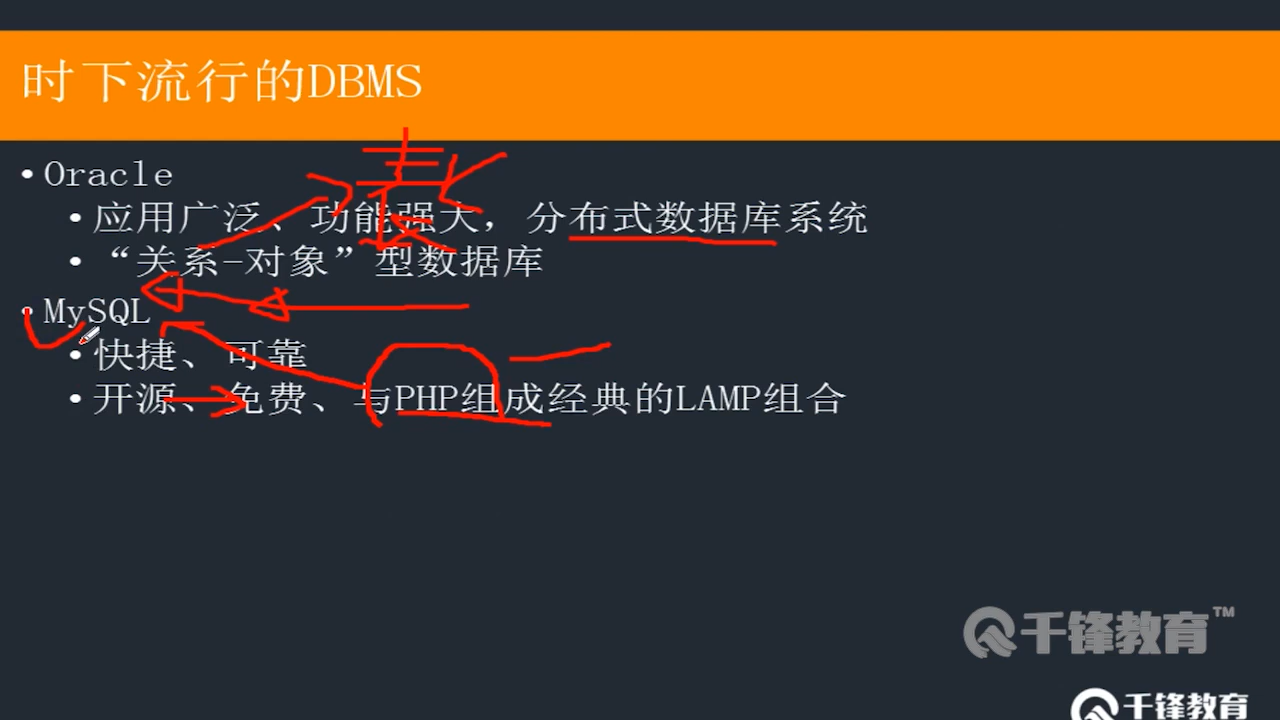 时下流行的DBMS
表
• Oracle
• 应用广泛、功能强大，分布式数据库系统
• “关系-对象”型数据库
• MySQL
• 快捷、可靠
• 开源、免费、与PHP组成经典的LAMP组合
千锋教育™
千锋教育